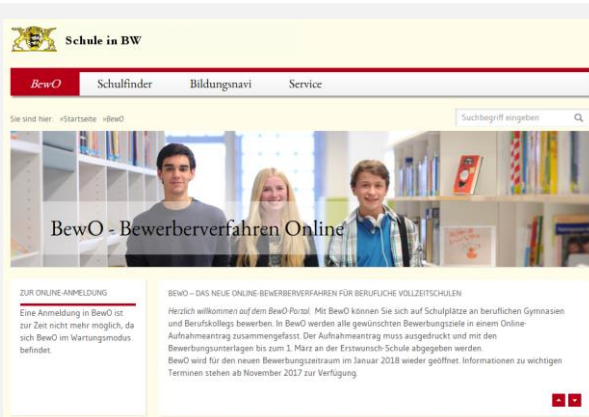 Schule in BW
BewO Schulfinder Bildungsnavi Service
Sie sind hier: »Startseite »BewO
Suchbegriff eingeben
BewO - Bewerberverfahren Online
ZUR ONLINE-ANMELDUNG
Eine Anmeldung in BewO ist
zur Zeit nicht mehr möglich, da
sich BewO im Wartungsmodus
befindet.
BEWO – DAS NEUE ONLINE-BEWERBERVERFAHREN FÜR BERUFLICHE VOLLZEITSCHULEN
Herzlich willkommen auf dem BewO-Portal. Mit BewO können Sie sich auf Schulplätze an beruflichen Gymnasien
und Berufskollegs bewerben. In BewO werden alle gewünschten Bewerbungsziele in einem Online-
Aufnahmeantrag zusammengefasst. Der Aufnahmeantrag muss ausgedruckt und mit den
Bewerbungsunterlagen bis zum 1. März an der Erstwunsch-Schule abgegeben werden.
BewO wird für den neuen Bewerbungszeitraum im Januar 2018 wieder geöffnet. Informationen zu wichtigen
Terminen stehen ab November 2017 zur Verfügung.